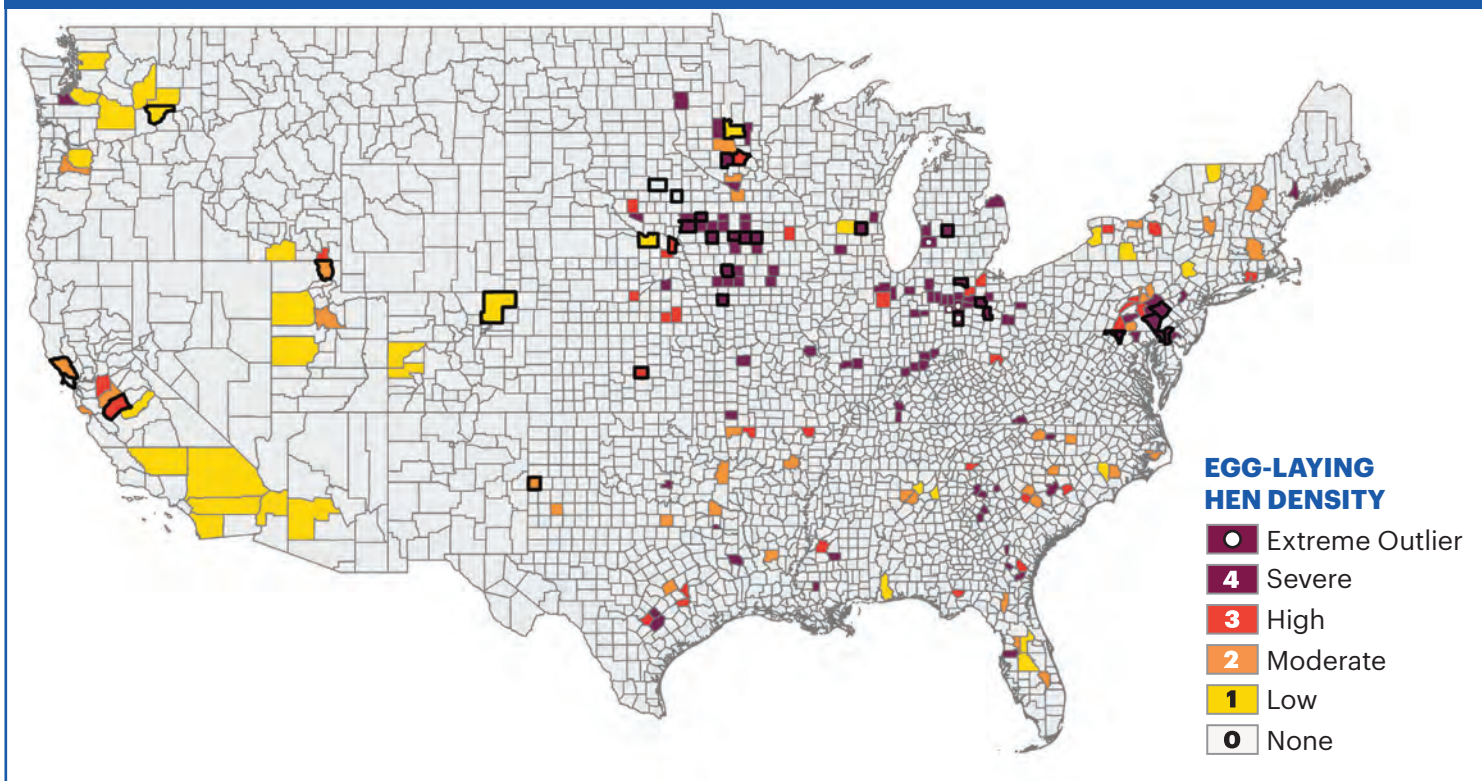 EGG-LAYING
HEN DENSITY
Extreme Outlier
4 Severe
3 High
2 Moderate
1 Low
0 None